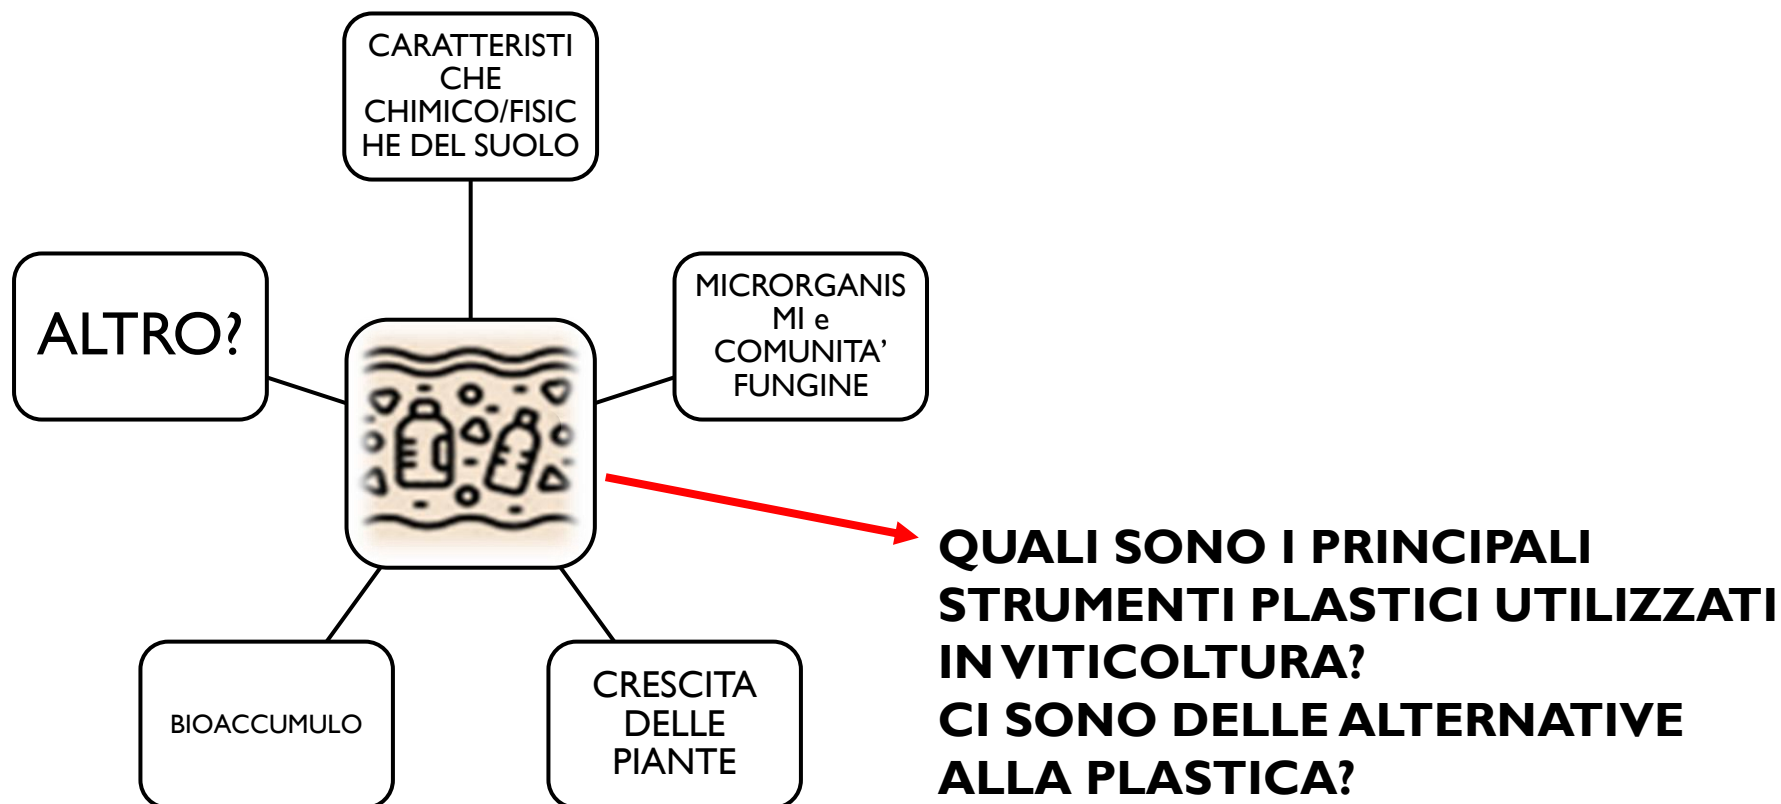 CARATTERISTI
CHE
CHIMICO/FISIC
HE DEL SUOLO
ALTRO?
MICRORGANIS
MI e
COMUNITA’
FUNGINE
BIOACCUMULO
CRESCITA
DELLE
PIANTE
QUALI SONO I PRINCIPALI
STRUMENTI PLASTICI UTILIZZATI
IN VITICOLTURA?
CI SONO DELLE ALTERNATIVE
ALLA PLASTICA?